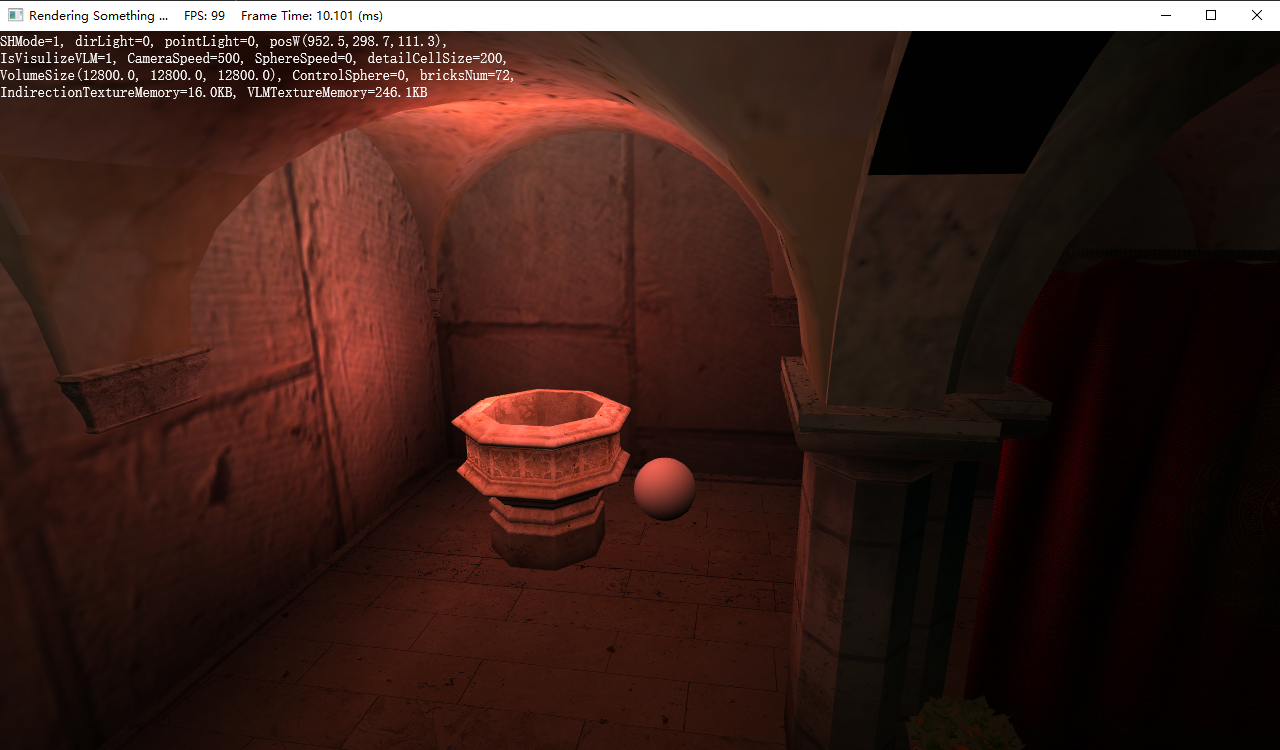 Rendering Something ... FPS: 99 Frame Time: 10.101 (ms)
SHMode=1, dirLight=0, pointLight=0, posW(952.5,298.7,111.3),
IsVisulizeVLM=1, CameraSpeed=500, SphereSpeed=0, detailCellSize=200,
VolumeSize(12800.0, 12800.0, 12800.0), ControlSphere=0, bricksNum=72,
IndirectionTextureMemory=16.0KB, VLMTextureMemory=246.1KB